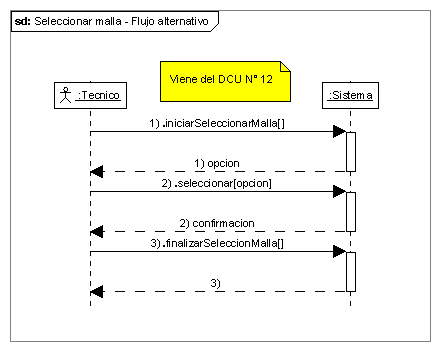 sd: Seleccionar malla - Flujo alternativo
Viene del DCU N° 12
:Tecnico
:Sistema
1) .iniciarSeleccionarMalla[]
1) opcion
2) .seleccionar[opcion]
2) confirmacion
3) .finalizarSeleccionMalla[]
3)